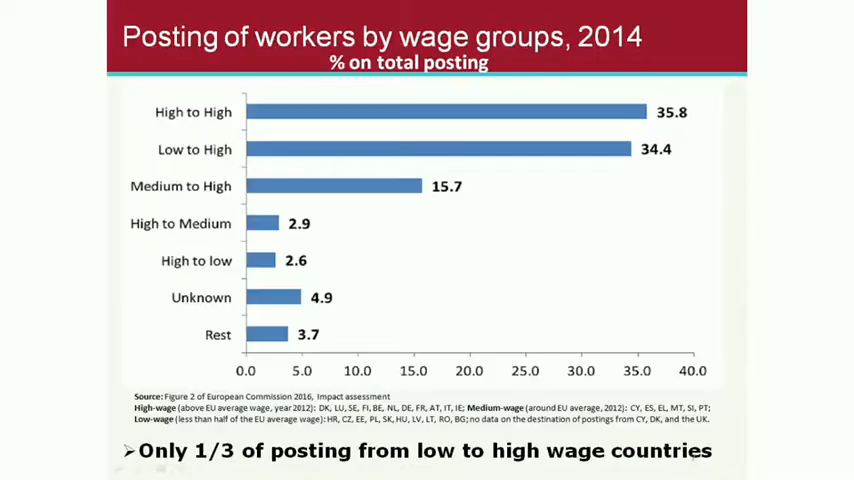 Posting of workers by wage groups, 2014
% on total posting
High to High 35.8
Low to High 34.4
Medium to High 15.7
High to Medium 2.9
High to low 2.6
Unknown 4.9
Rest 3.7
0.0 5.0 10.0 15.0 20.0 25.0 30.0 35.0 40.0
Source: Figure 2 of European Commission 2016, Impact assessment
High-wage (above EU average wage, year 2012): DK, LU, SE, FI, BE, NL, DE, FR, AT, IT, IE; Medium-wage (around EU average, 2012): CY, ES, EL, MT, SI, PT;
Low-wage (less than half of the EU average wage): HR, CZ, EE, PL, SK, HU, LV, LT, RO, BG; no data on the destination of postings from CY, DK, and the UK.
➢Only 1/3 of posting from low to high wage countries